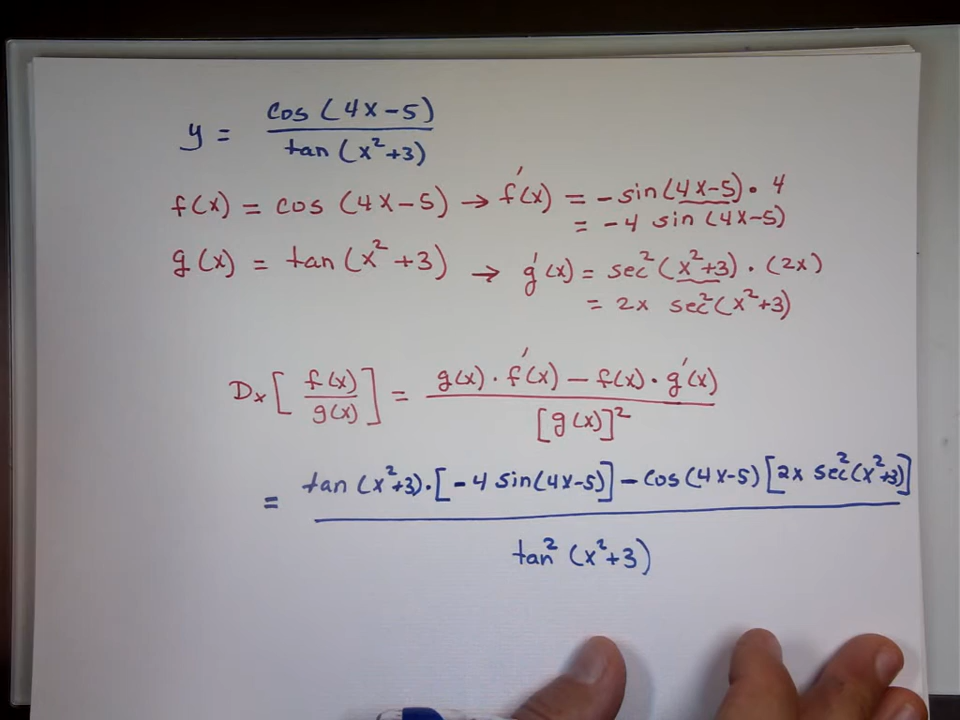 y = cos (4x-5) / tan (x²+3)
f(x) = cos (4x-5) → f'(x) = -sin(4x-5) · 4
= -4 sin (4x-5)
g(x) = tan (x²+3) → g'(x) = sec²(x²+3) · (2x)
= 2x sec²(x²+3)
Dx [ f(x) / g(x) ] = g(x) · f'(x) - f(x) · g'(x) / [g(x)]²
= tan (x²+3) · [-4 sin(4x-5)] - cos(4x-5) [2x sec²(x²+3)] / tan² (x²+3)